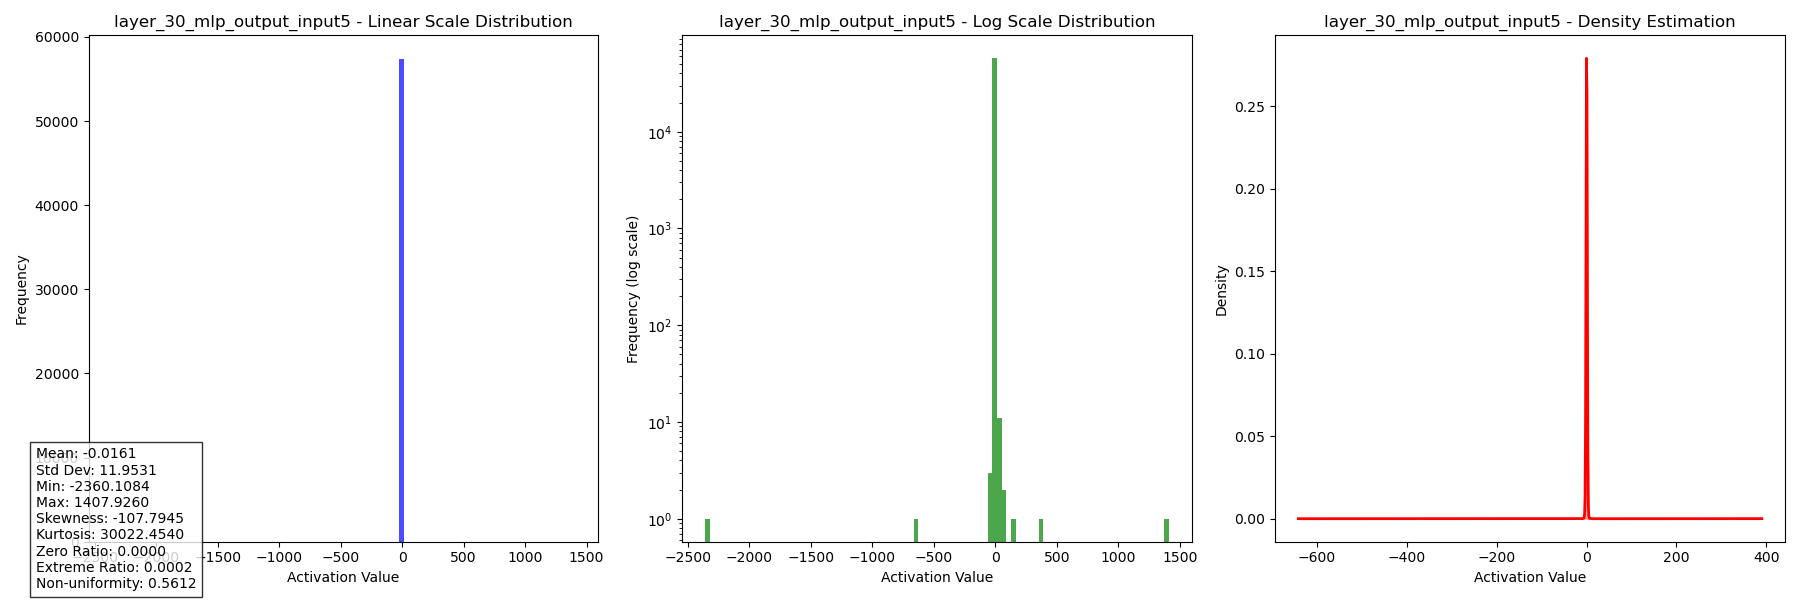 layer_30_mlp_output_input5 - Linear Scale Distribution
60000
50000
40000
30000
20000
Frequency
−1500
−1000
−500
0
500
1000
1500
Activation Value
Mean: -0.0161
Std Dev: 11.9531
Min: -2360.1084
Max: 1407.9260
Skewness: -107.7945
Kurtosis: 30022.4540
Zero Ratio: 0.0000
Extreme Ratio: 0.0002
Non-uniformity: 0.5612
layer_30_mlp_output_input5 - Log Scale Distribution
10^4
10^3
10^2
10^1
10^0
Frequency (log scale)
−2500
−2000
−1500
−1000
−500
0
500
1000
1500
Activation Value
layer_30_mlp_output_input5 - Density Estimation
0.25
0.20
0.15
0.10
0.05
0.00
Density
−600
−400
−200
0
200
400
Activation Value